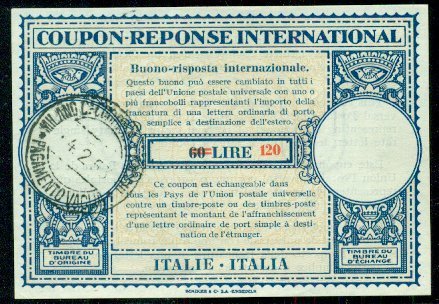 COUPON-REPONSE INTERNATIONAL
Buono-risposta internazionale.
Questo buono può essere cambiato in tutti i
paesi dell'Unione postale universale con uno o
più francobolli rappresentanti l'importo della
francatura di una lettera ordinaria di porto
semplice a destinazione dell'estero.
60 LIRE 120
Ce coupon est échangeable dans
tous les Pays de l'Union postale universelle
contre un timbre-poste ou des timbres-poste
représentant le montant de l'affranchissement
d'une lettre ordinaire de port simple à desti-
nation de l'étranger.
MILANO
PAGAMENTO VAGLIA
4.2.5
TIMBRE DU
BUREAU
D'ORIGINE
ITALIE - ITALIA
TIMBRE DU
BUREAU
D'ÉCHANGE